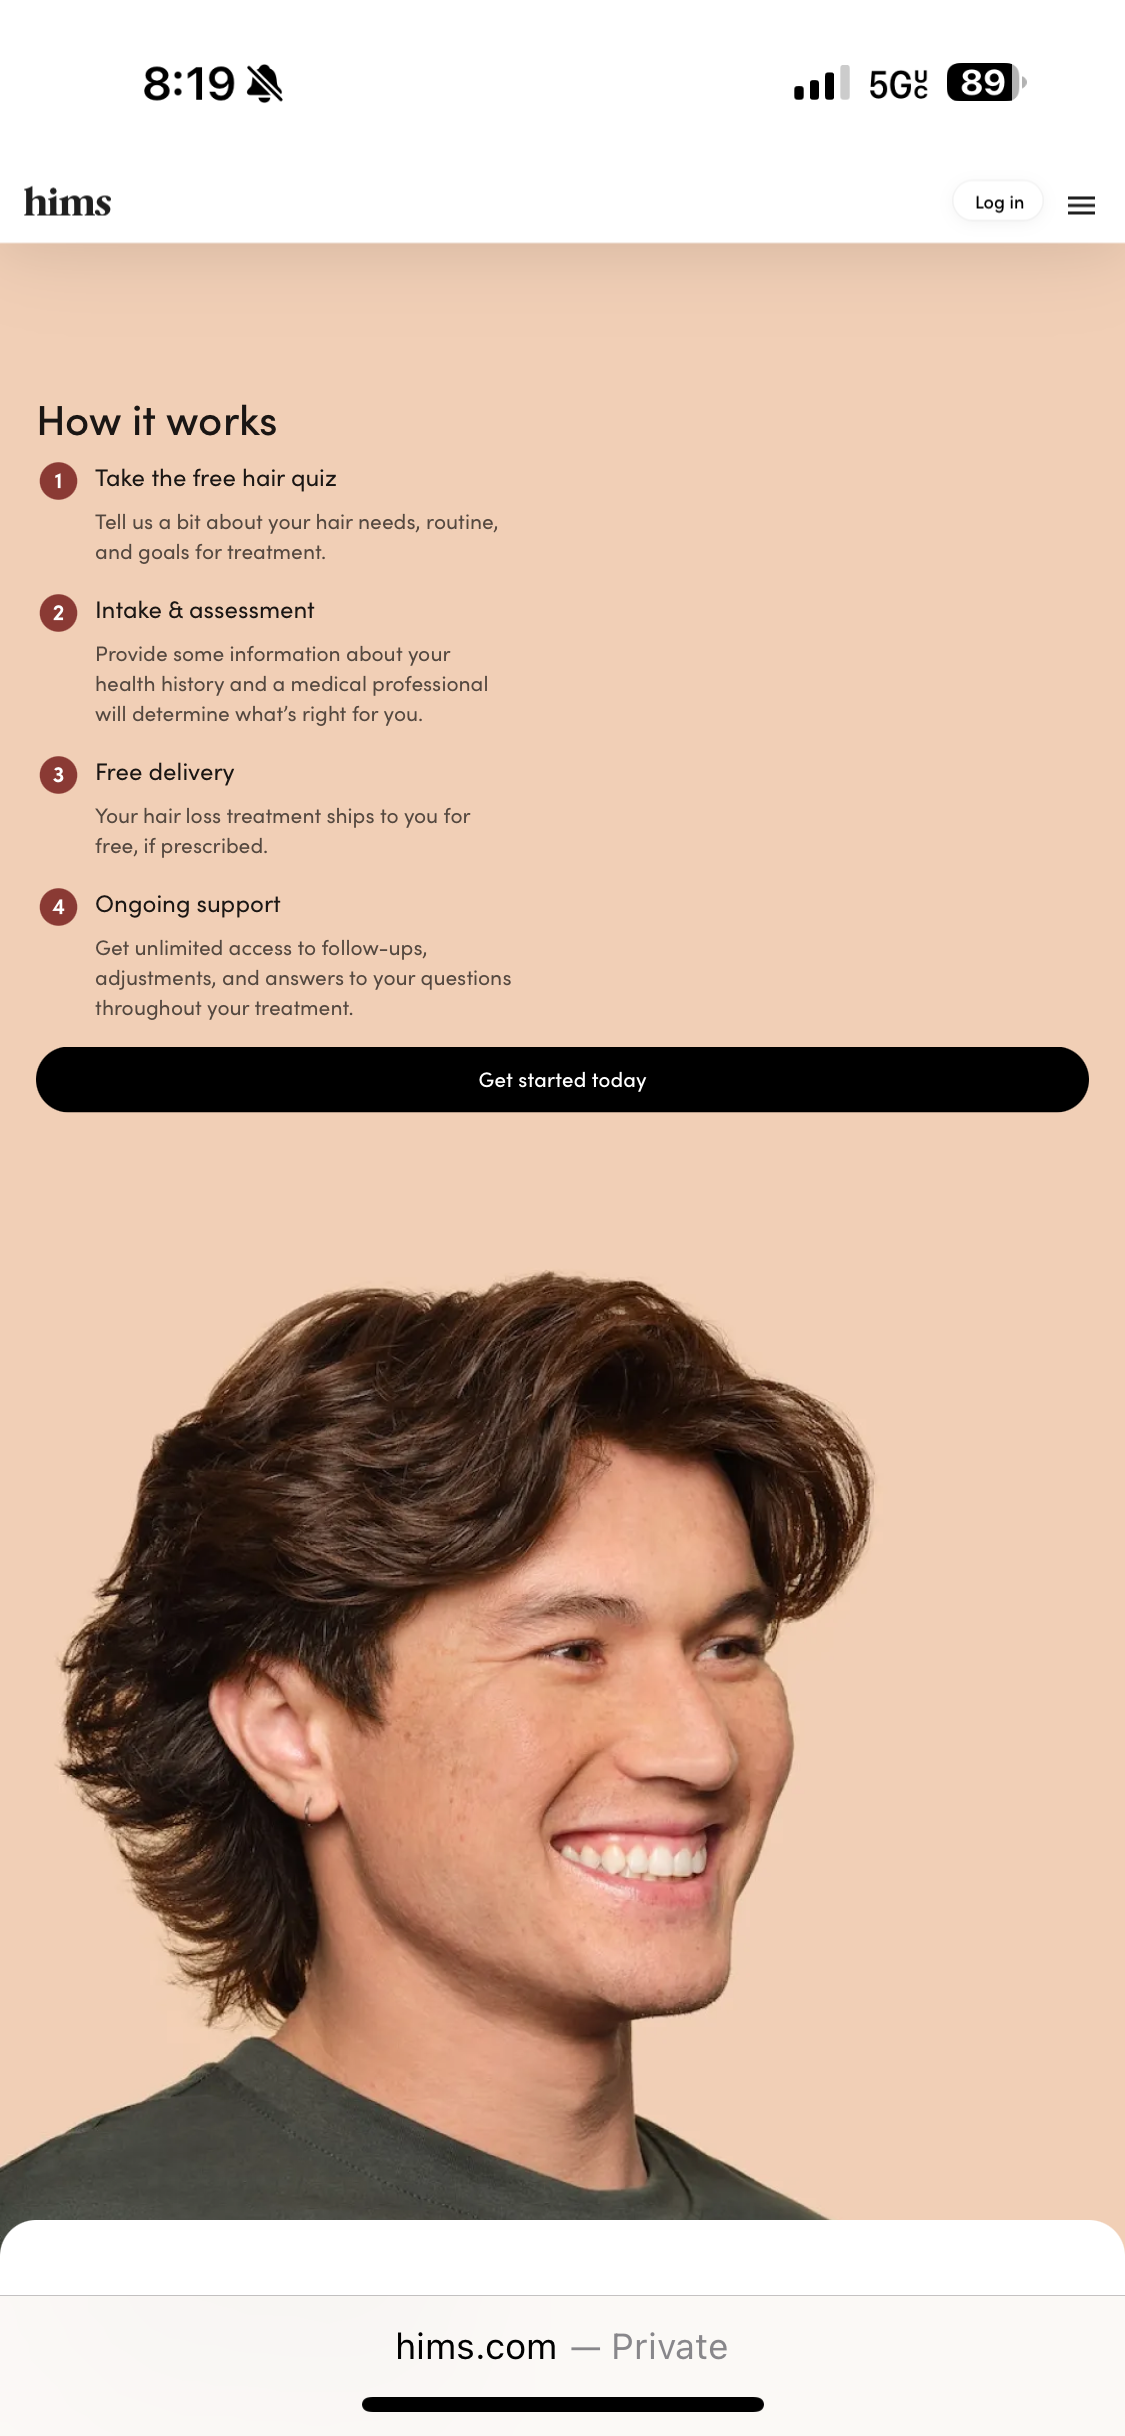 8:19
5GUC
89
hims
Log in
How it works
1
Take the free hair quiz
Tell us a bit about your hair needs, routine,
and goals for treatment.
2
Intake & assessment
Provide some information about your
health history and a medical professional
will determine what’s right for you.
3
Free delivery
Your hair loss treatment ships to you for
free, if prescribed.
4
Ongoing support
Get unlimited access to follow-ups,
adjustments, and answers to your questions
throughout your treatment.
Get started today
hims.com — Private